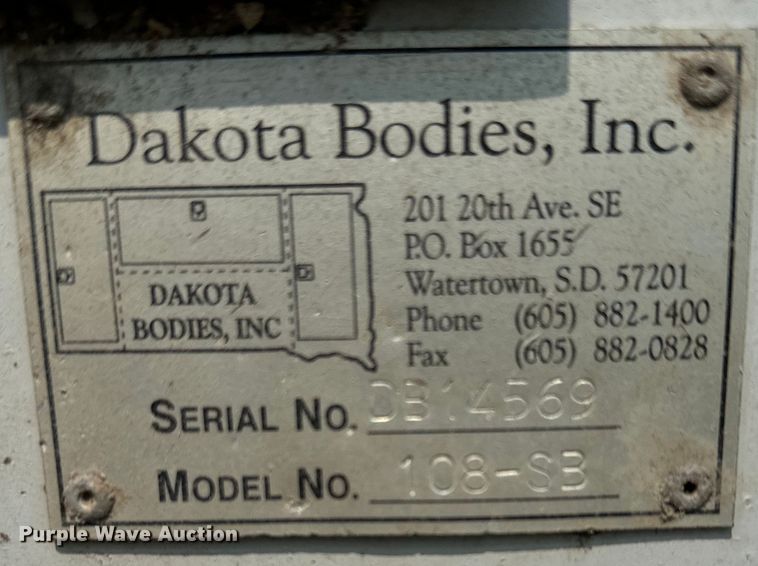 Dakota Bodies, Inc.
DAKOTA
BODIES, INC
201 20th Ave. SE
P.O. Box 1655
Watertown, S.D. 57201
Phone (605) 882-1400
Fax (605) 882-0828
SERIAL NO. DB14569
MODEL NO. 108-SB
Purple Wave Auction